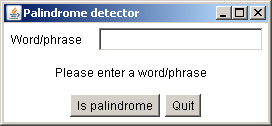 Palindrome detector
Word/phrase
Please enter a word/phrase
Is palindrome Quit